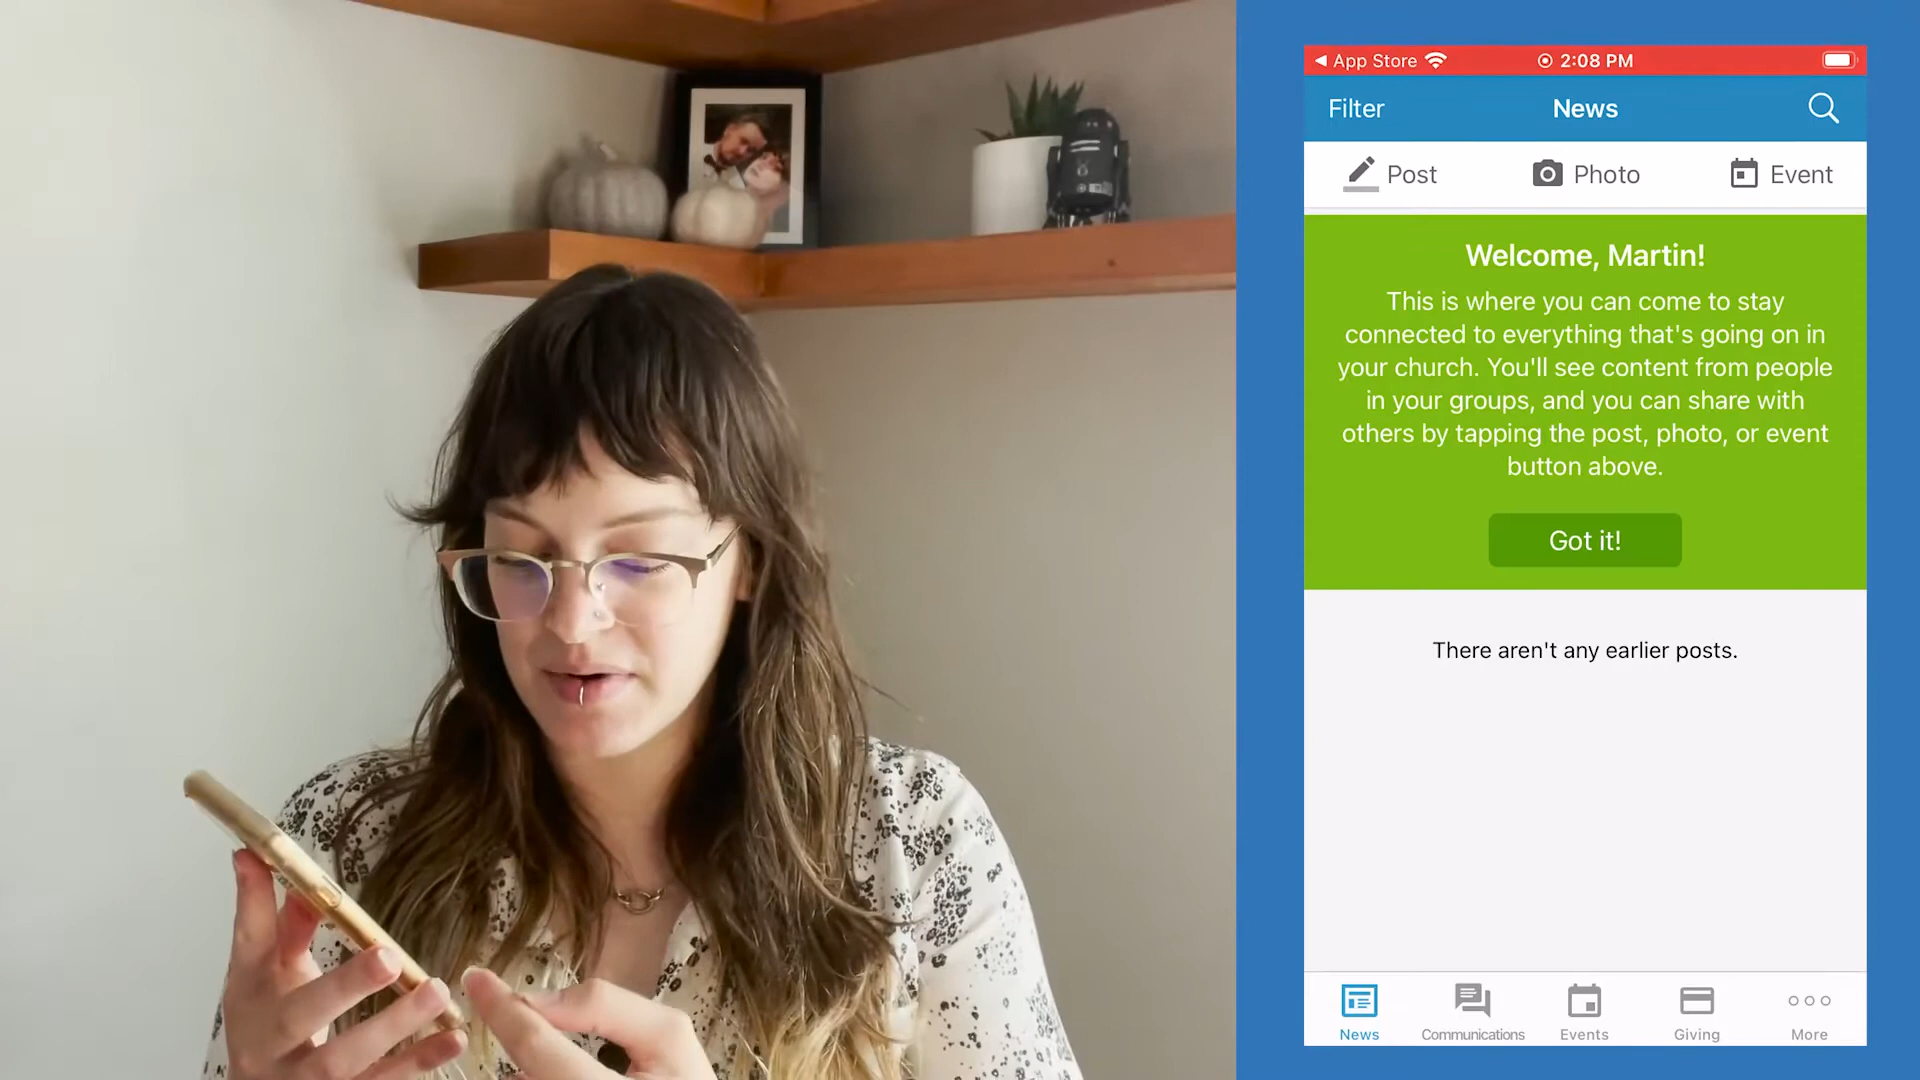 App Store
2:08 PM
Filter
News
Post
Photo
Event
Welcome, Martin!
This is where you can come to stay
connected to everything that's going on in
your church. You'll see content from people
in your groups, and you can share with
others by tapping the post, photo, or event
button above.
Got it!
There aren't any earlier posts.
News
Communications
Events
Giving
More